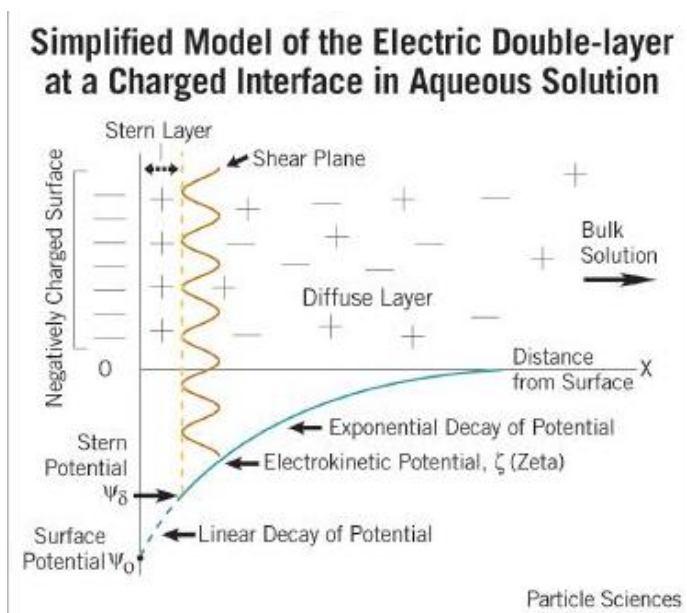 Simplified Model of the Electric Double-layer
at a Charged Interface in Aqueous Solution
Stern Layer
Shear Plane
Negatively Charged Surface
Bulk
Solution
Diffuse Layer
0
Distance
from Surface
X
Exponential Decay of Potential
Stern
Potential
Ψδ
Electrokinetic Potential, ζ (Zeta)
Linear Decay of Potential
Surface
Potential Ψ0
Particle Sciences